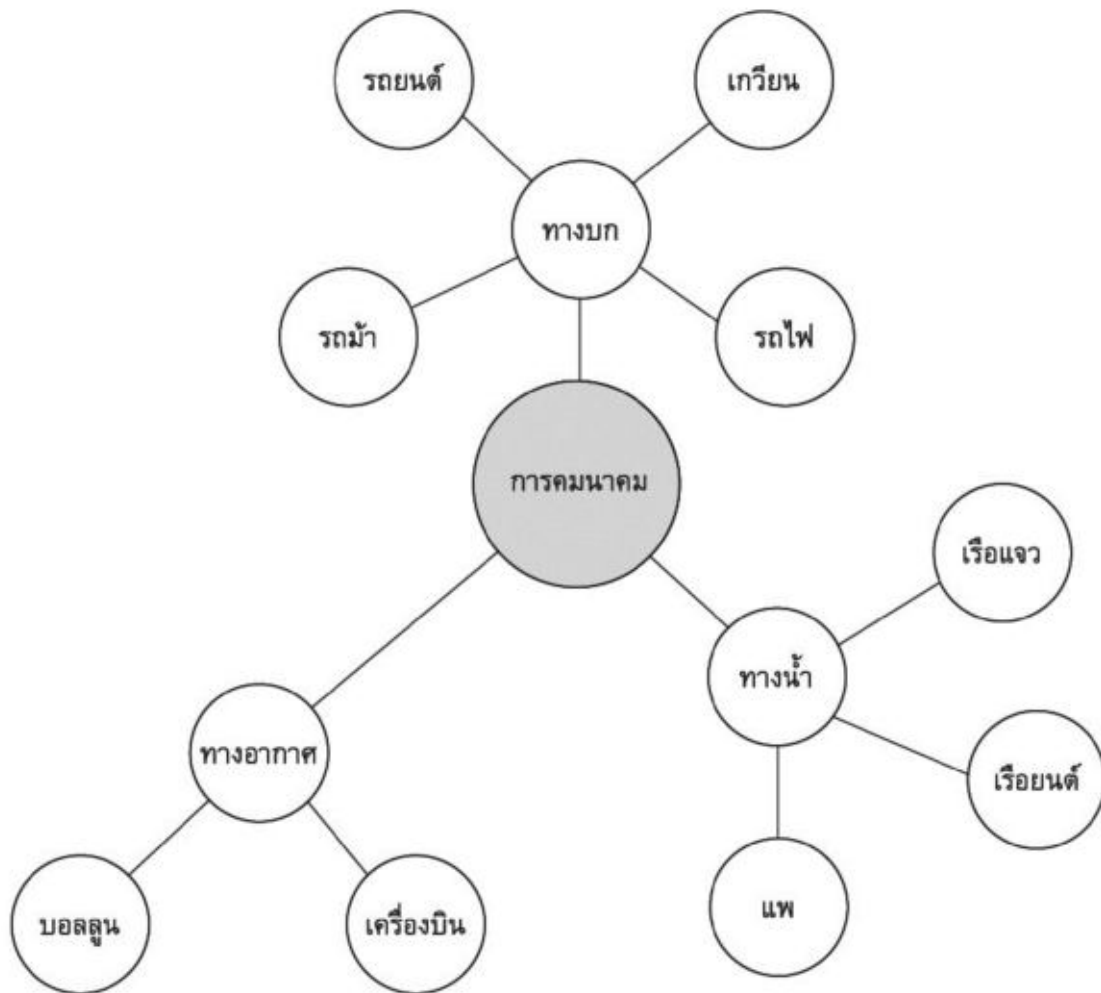 รถยนต์
เกวียน
ทางบก
รถม้า
รถไฟ
การคมนาคม
เรือแจว
ทางน้ำ
เรือยนต์
แพ
ทางอากาศ
บอลลูน
เครื่องบิน